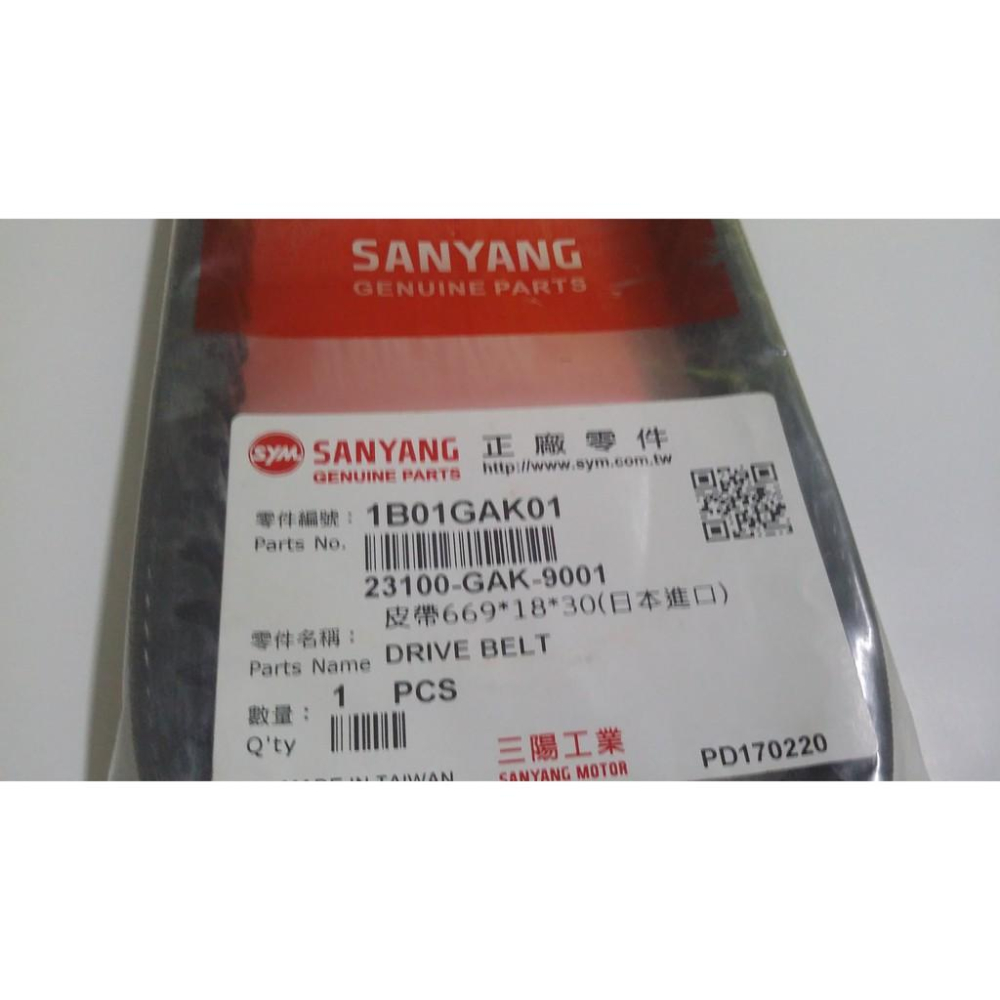 SANYANG
GENUINE PARTS
SYM SANYANG 正廠零件
GENUINE PARTS http://www.sym.com.tw
零件編號： 1B01GAK01
Parts No.
23100-GAK-9001
皮帶669*18*30(日本進口)
零件名稱：
Parts Name DRIVE BELT
數量： 1 PCS
Q'ty
三陽工業
MADE IN TAIWAN SANYANG MOTOR PD170220